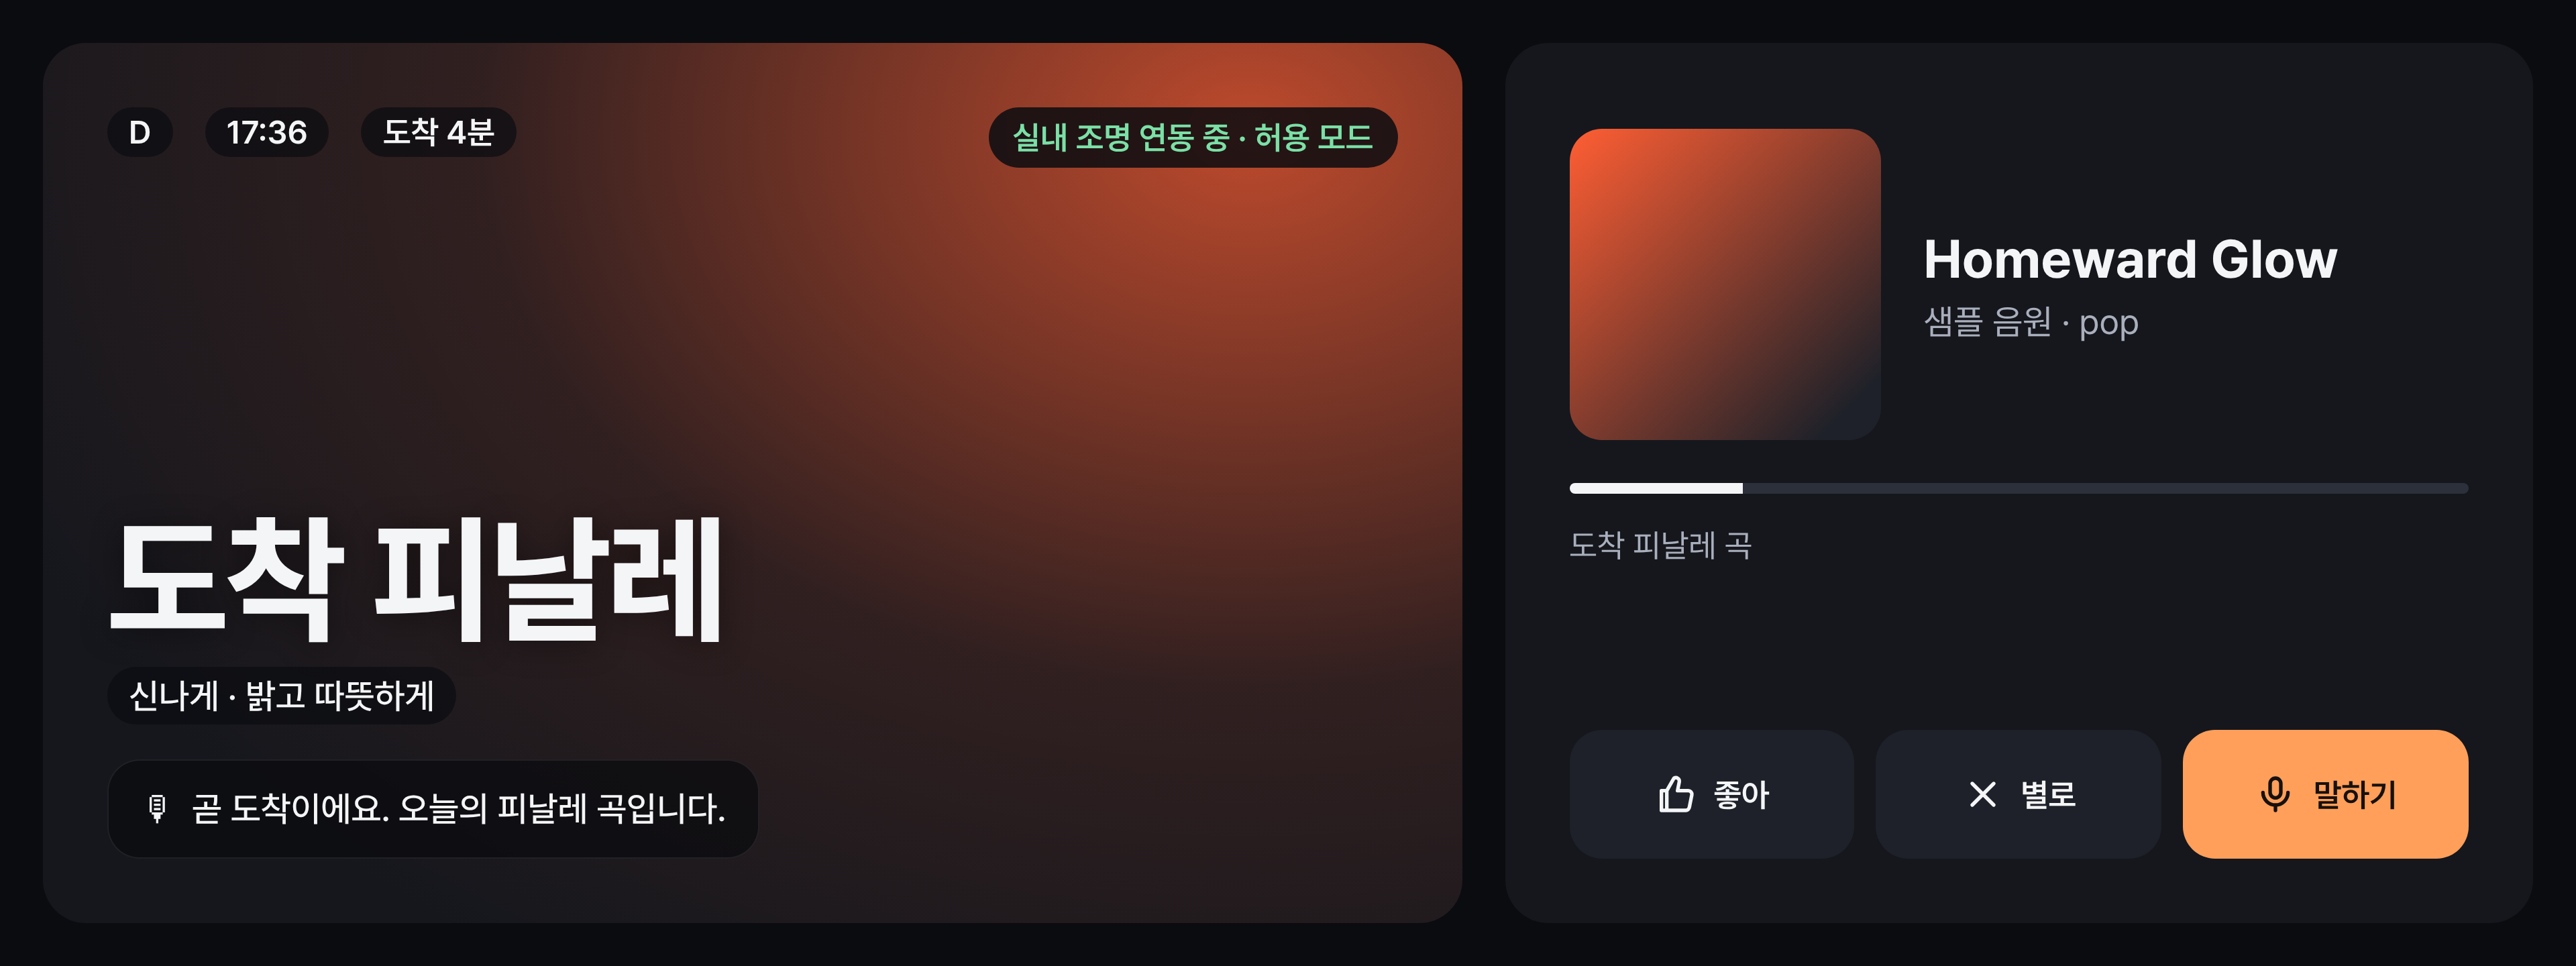 D 17:36 도착 4분
실내 조명 연동 중 · 허용 모드
도착 피날레
신나게 · 밝고 따뜻하게
곧 도착이에요. 오늘의 피날레 곡입니다.
Homeward Glow
샘플 음원 · pop
도착 피날레 곡
좋아 별로 말하기